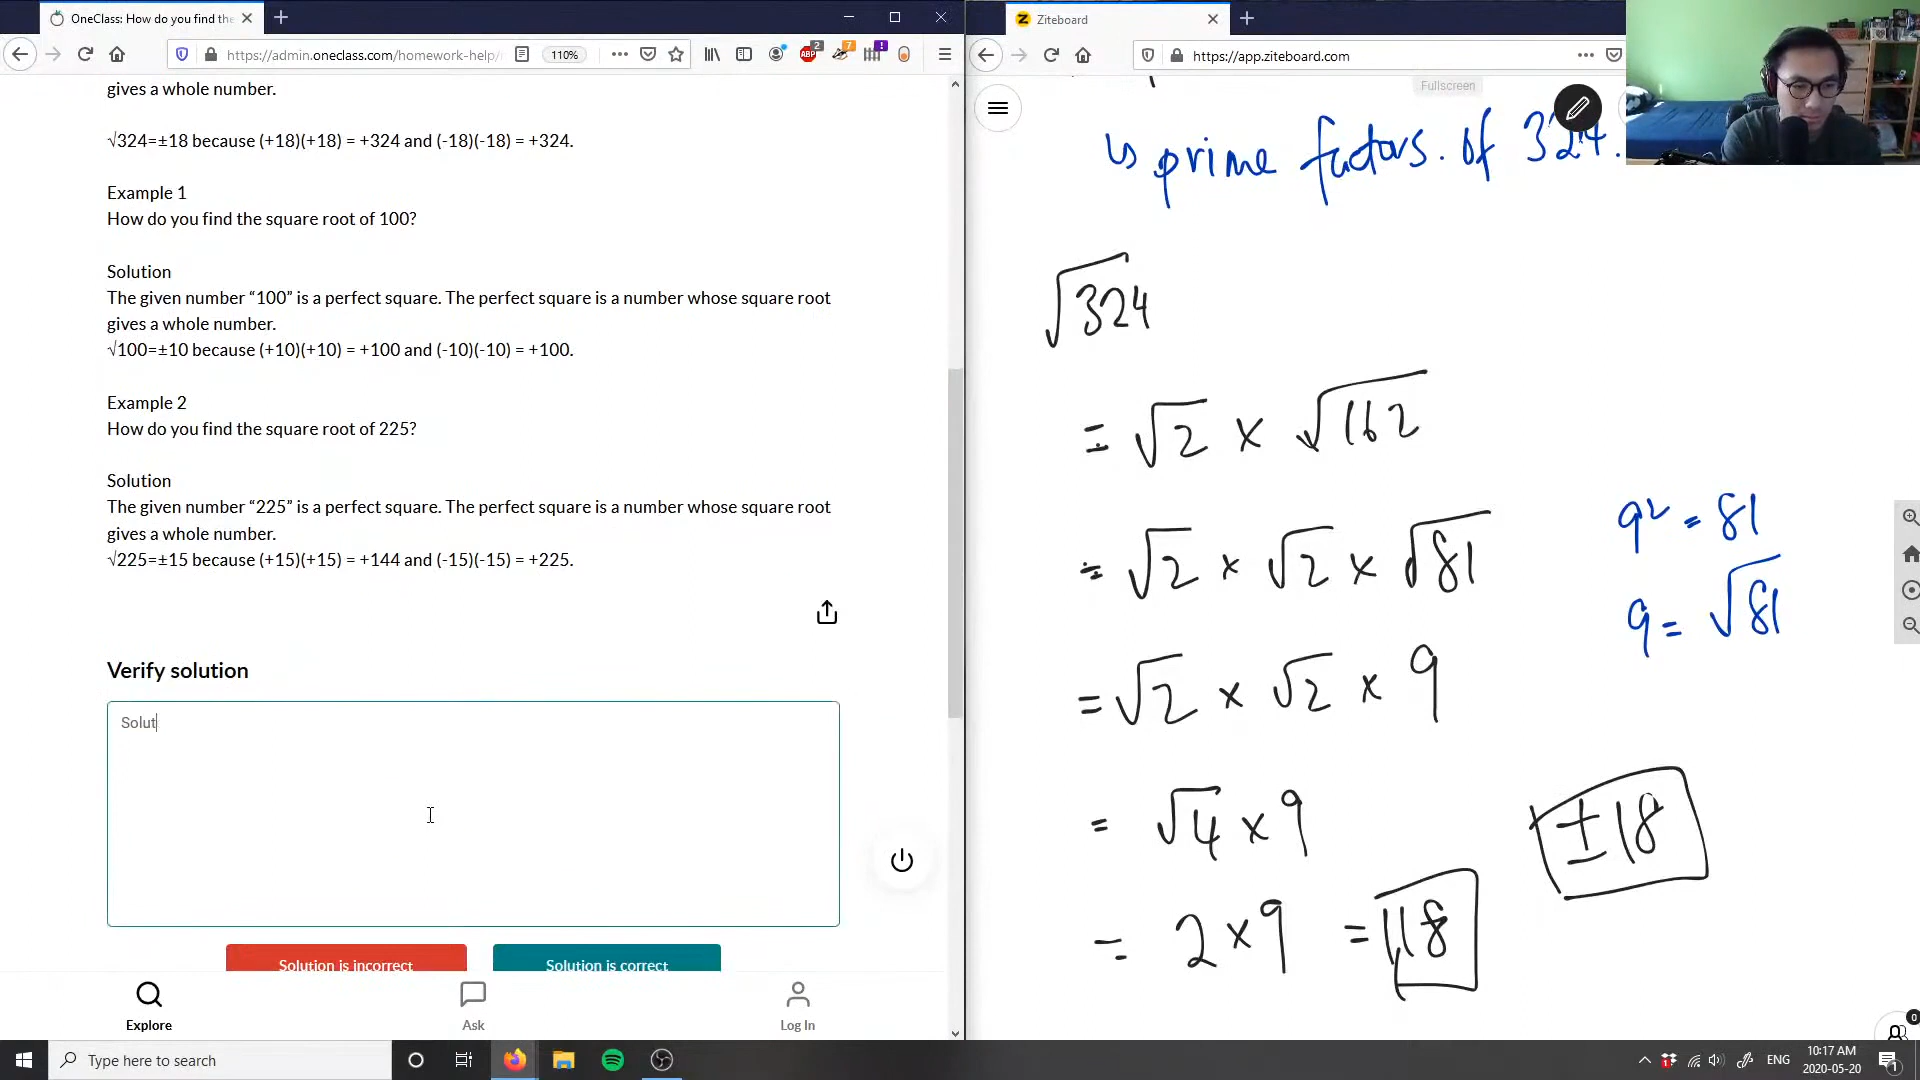 OneClass: How do you find the
https://admin.oneclass.com/homework-help/
110%
2
7
gives a whole number.
√324=±18 because (+18)(+18) = +324 and (-18)(-18) = +324.
Example 1
How do you find the square root of 100?
Solution
The given number “100” is a perfect square. The perfect square is a number whose square root
gives a whole number.
√100=±10 because (+10)(+10) = +100 and (-10)(-10) = +100.
Example 2
How do you find the square root of 225?
Solution
The given number “225” is a perfect square. The perfect square is a number whose square root
gives a whole number.
√225=±15 because (+15)(+15) = +144 and (-15)(-15) = +225.
Verify solution
Solut
Solution is incorrect
Solution is correct
Explore
Ask
Log In
Ziteboard
https://app.ziteboard.com
Fullscreen
↳ prime factors. of 324.
√324
= √2 × √162
= √2 × √2 × √81
= √2 × √2 × 9
= √4 × 9
= 2 × 9 = 18
9² = 81
9 = √81
±18
0
Type here to search
ENG
10:17 AM
2020-05-20
1